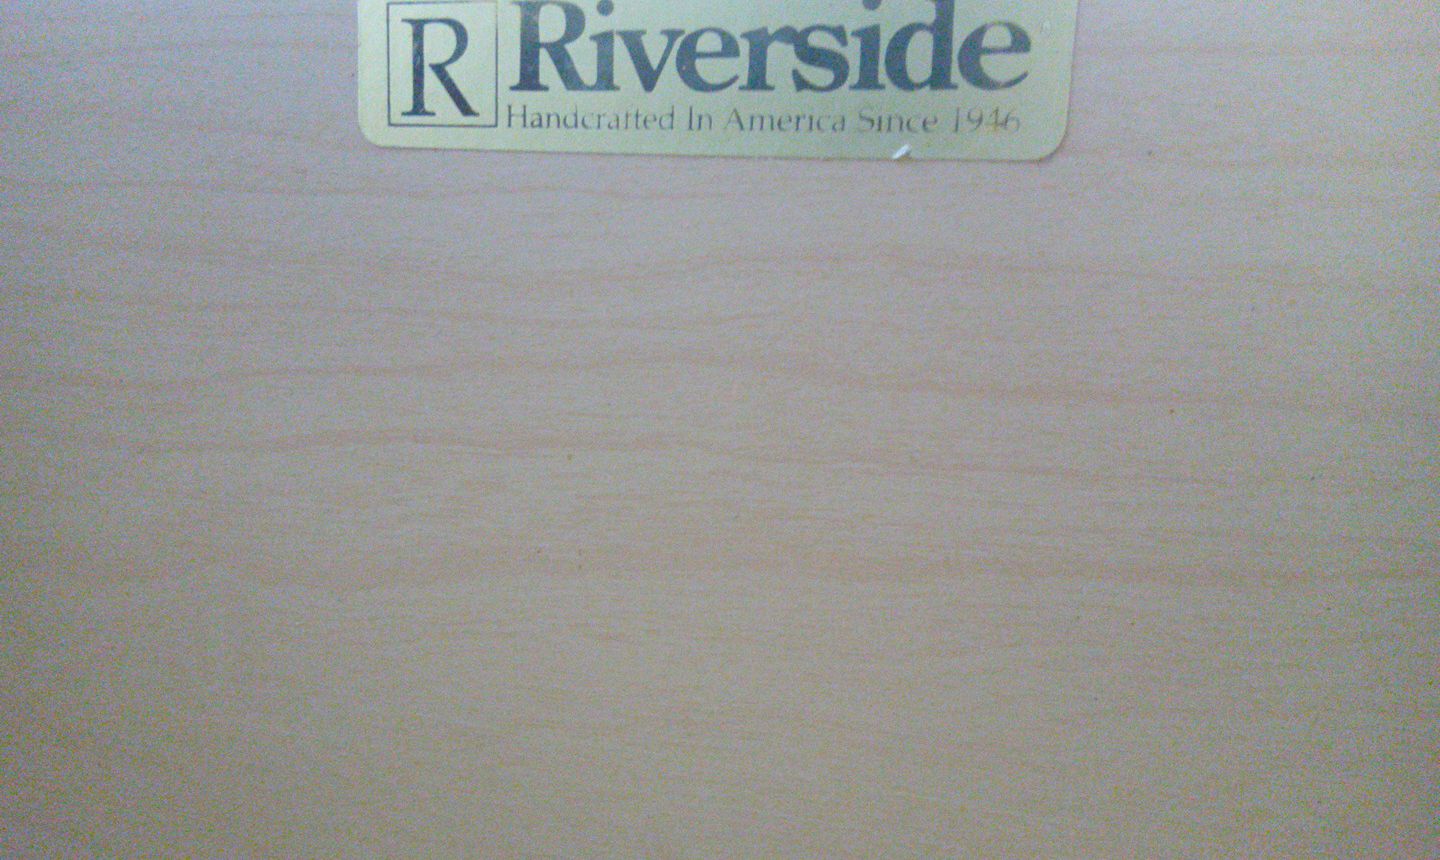 R
Riverside
Handcrafted In America Since 1946